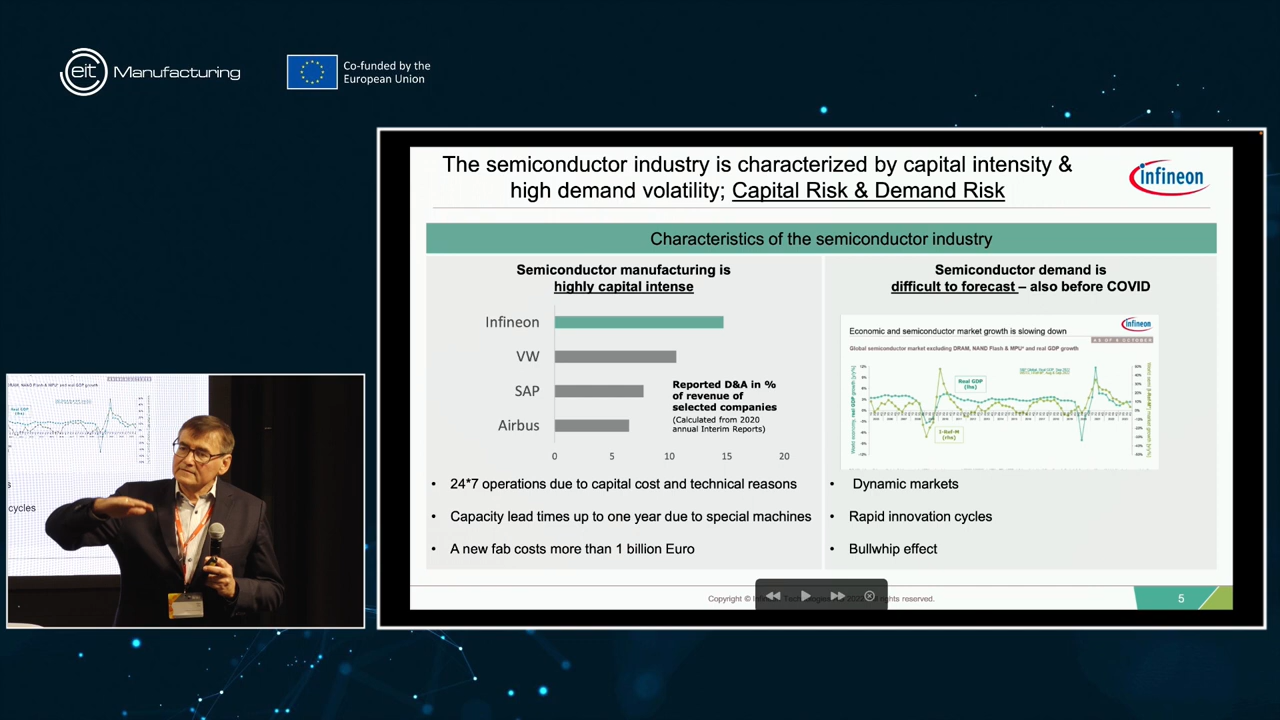 eit Manufacturing
Co-funded by the
European Union
The semiconductor industry is characterized by capital intensity &
high demand volatility; Capital Risk & Demand Risk
infineon
Characteristics of the semiconductor industry
Semiconductor manufacturing is
highly capital intense
Infineon
VW
SAP
Airbus
0 5 10 15 20
Reported D&A in %
of revenue of
selected companies
(Calculated from 2020
annual Interim Reports)
• 24*7 operations due to capital cost and technical reasons
• Capacity lead times up to one year due to special machines
• A new fab costs more than 1 billion Euro
Semiconductor demand is
difficult to forecast – also before COVID
Economic and semiconductor market growth is slowing down
infineon
AS OF 6 OCTOBER
Global semiconductor market excluding DRAM, NAND Flash & MPU* and real GDP growth
Real GDP
(lhs)
(rhs)
• Dynamic markets
• Rapid innovation cycles
• Bullwhip effect
Copyright ©
rights reserved.
5
cycles